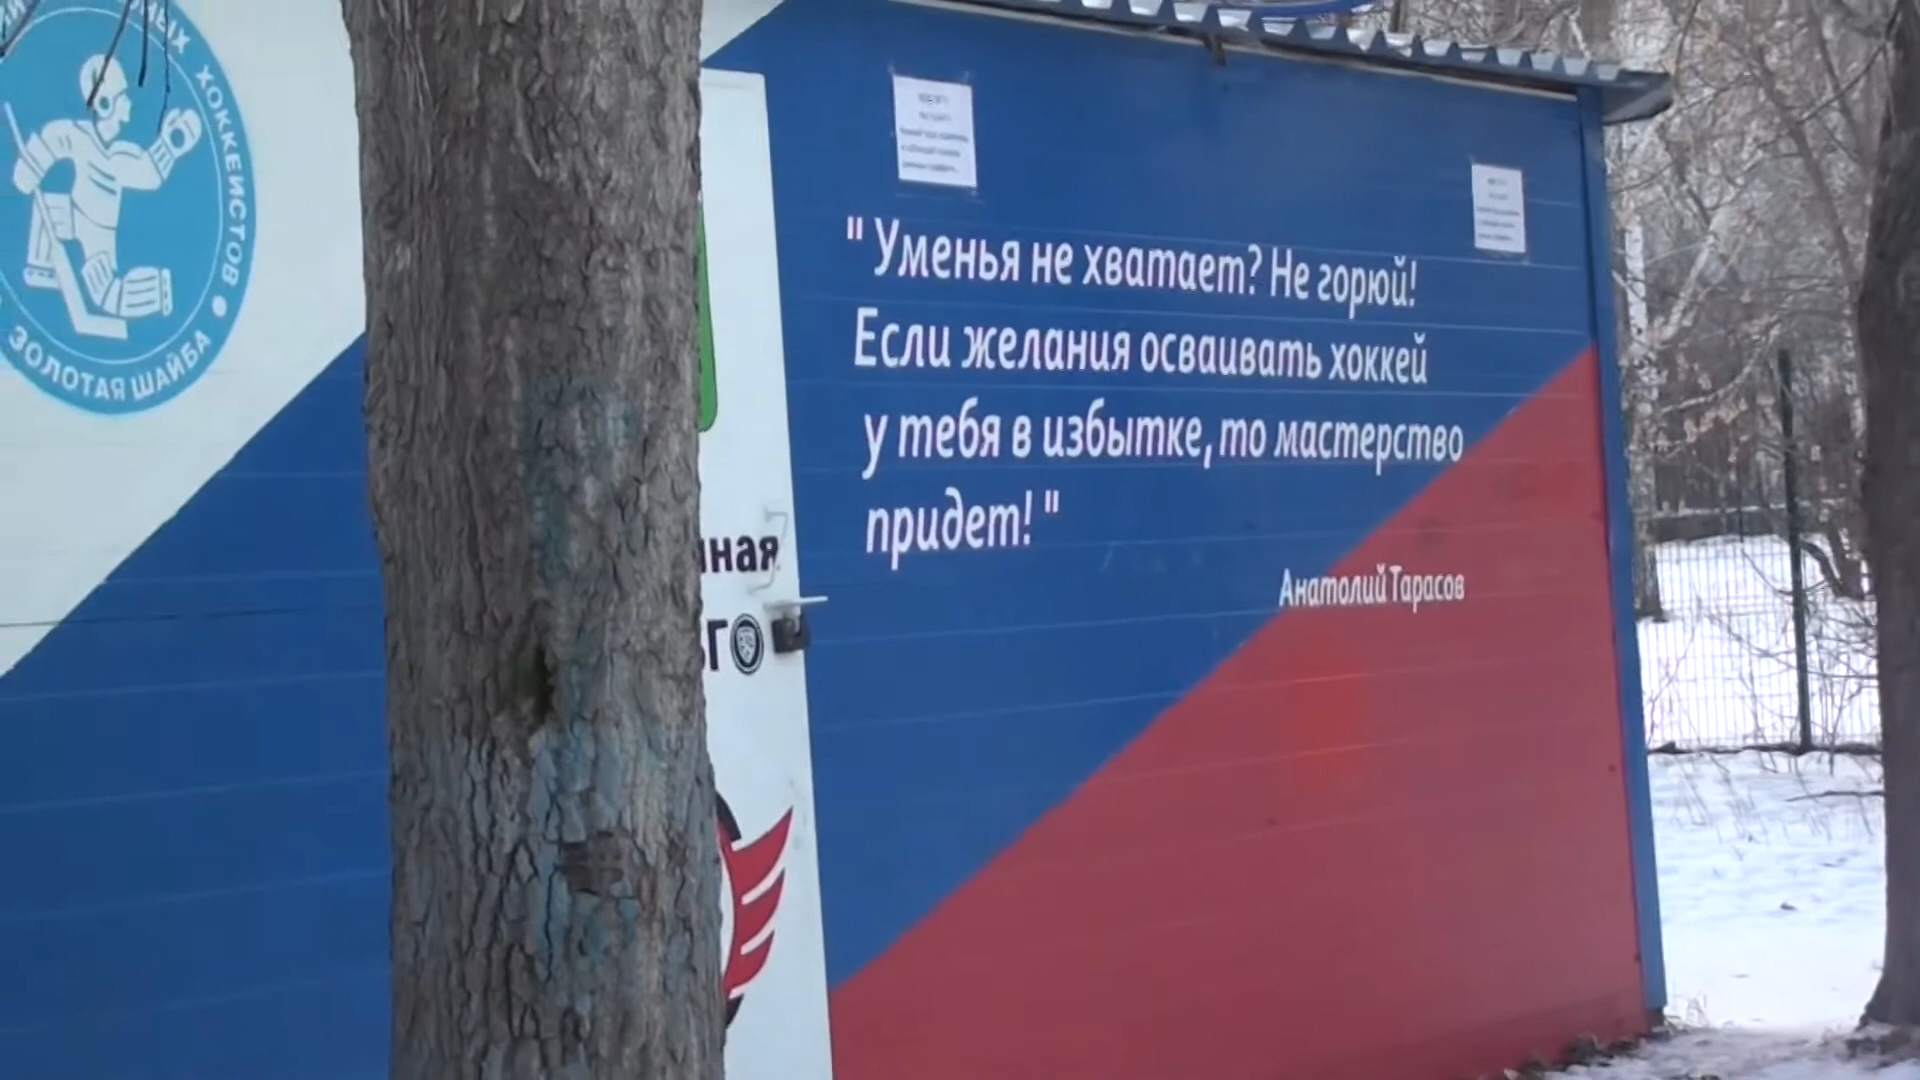 ХОККЕИСТОВ
ЗОЛОТАЯ ШАЙБА
" Уменья не хватает? Не горюй!
Если желания осваивать хоккей
у тебя в избытке, то мастерство
придет! "
Анатолий Тарасов